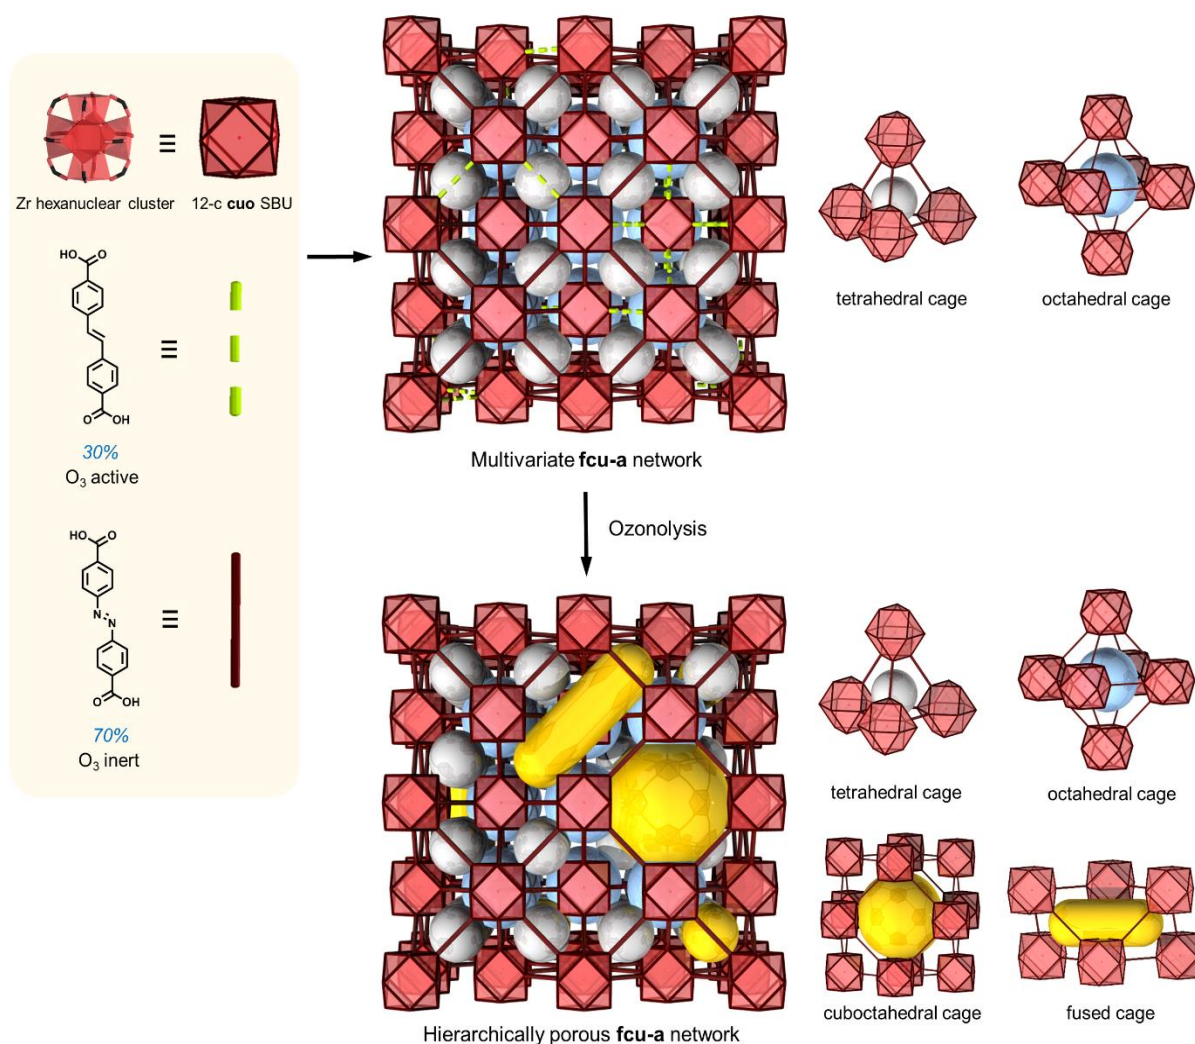 Zr hexanuclear cluster
≡
12-c cuo SBU
HO
O
O
OH
≡
30%
O₃ active
HO
O
N
N
O
OH
≡
70%
O₃ inert
Multivariate fcu-a network
tetrahedral cage
octahedral cage
Ozonolysis
tetrahedral cage
octahedral cage
cuboctahedral cage
fused cage
Hierarchically porous fcu-a network